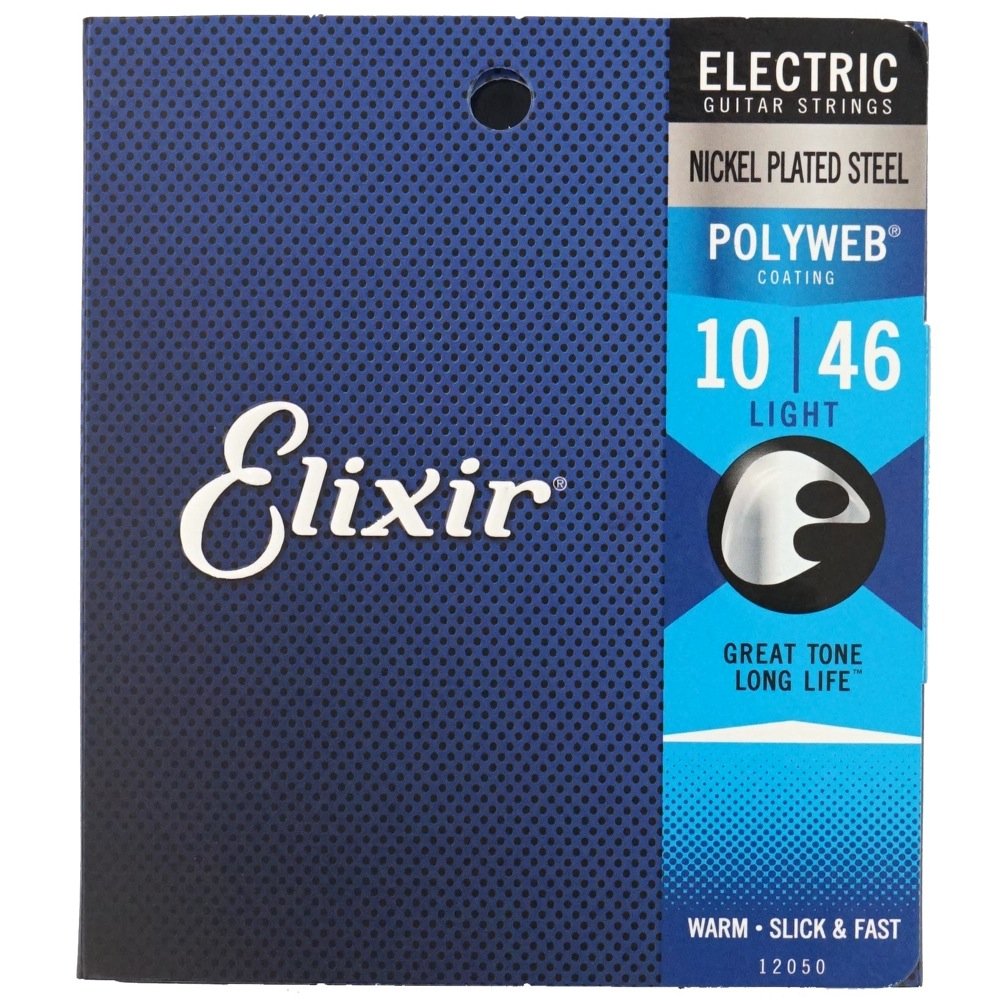 ELECTRIC
GUITAR STRINGS
NICKEL PLATED STEEL
POLYWEB®
COATING
10 | 46
LIGHT
Elixir®
GREAT TONE
LONG LIFE™
WARM • SLICK & FAST
12050